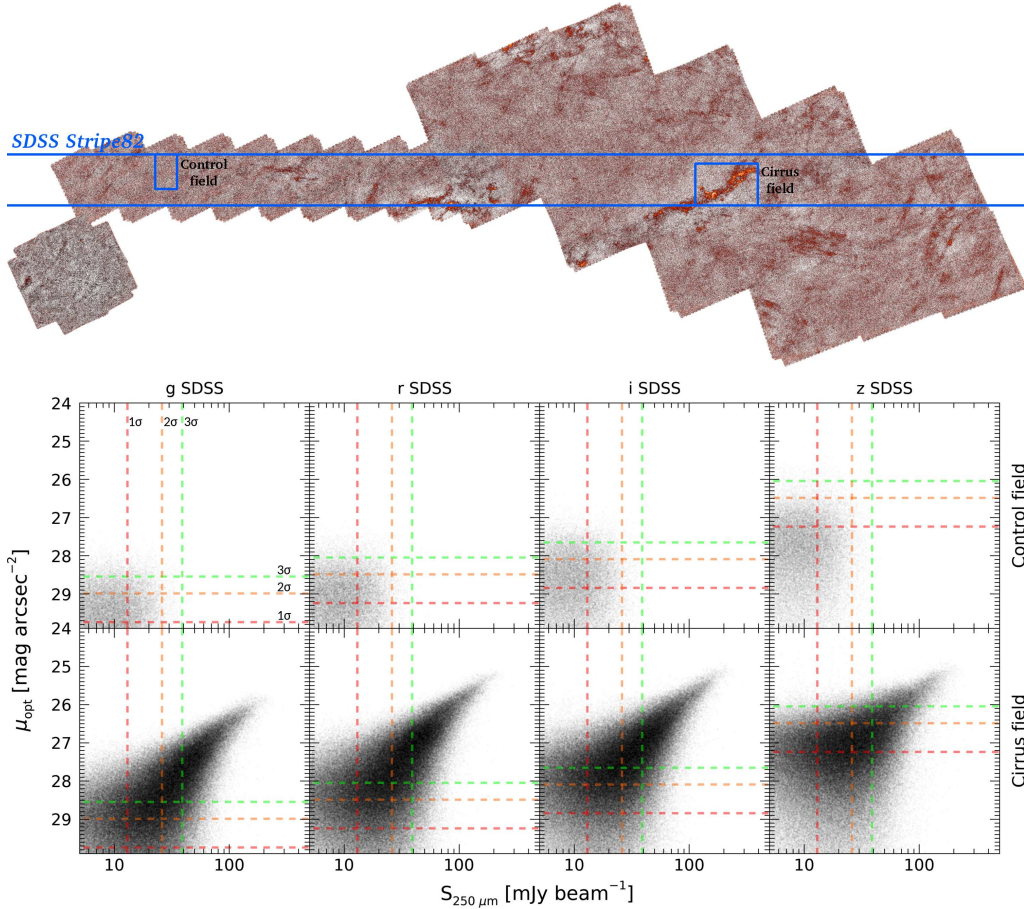 SDSS Stripe82
Control
field
Cirrus
field
g SDSS
r SDSS
i SDSS
z SDSS
24
25
26
27
28
29
1σ
2σ
3σ
3σ
2σ
1σ
Control field
24
25
26
27
28
29
Cirrus field
μopt [mag arcsec−2]
10
100
10
100
10
100
10
100
S250 μm [mJy beam−1]